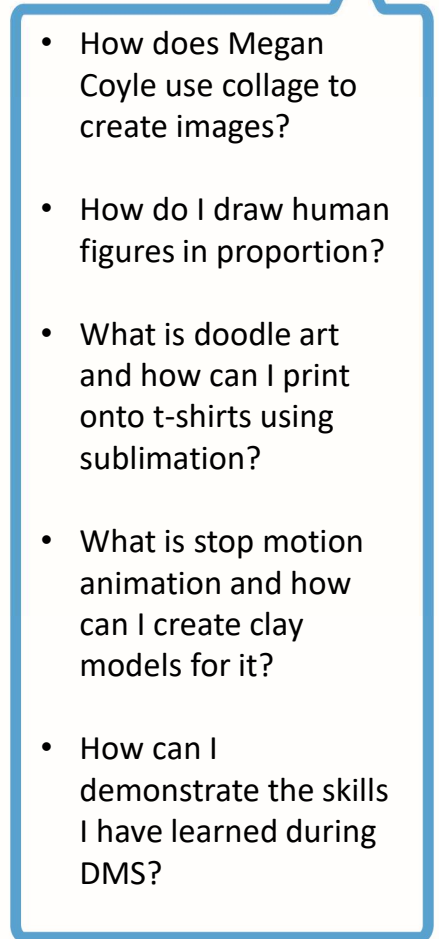 • How does Megan
Coyle use collage to
create images?
• How do I draw human
figures in proportion?
• What is doodle art
and how can I print
onto t-shirts using
sublimation?
• What is stop motion
animation and how
can I create clay
models for it?
• How can I
demonstrate the skills
I have learned during
DMS?